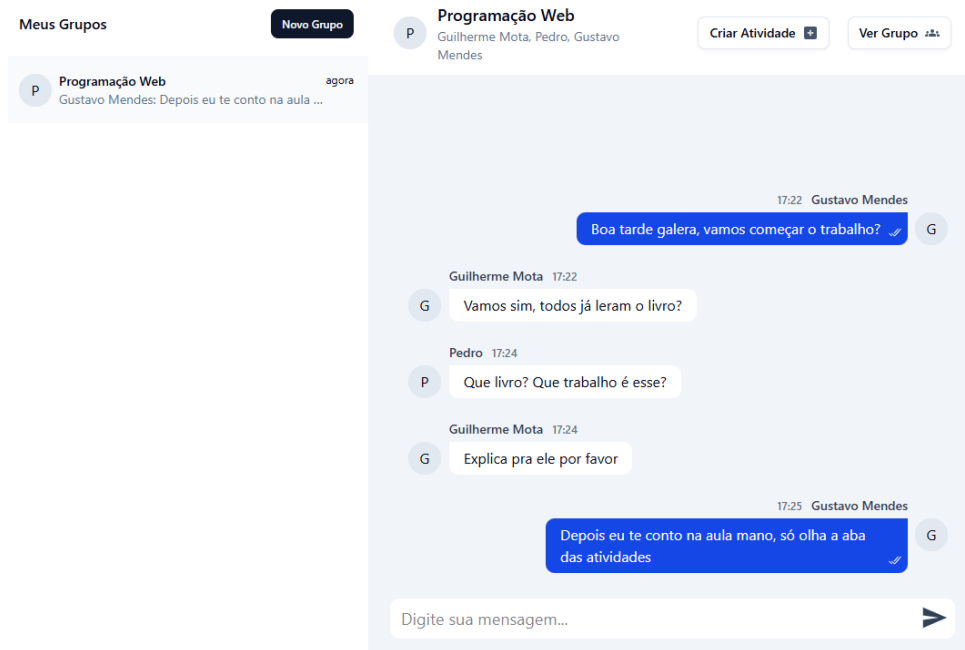 Meus Grupos
Novo Grupo
P
Programação Web
agora
Gustavo Mendes: Depois eu te conto na aula ...
P
Programação Web
Guilherme Mota, Pedro, Gustavo
Mendes
Criar Atividade
Ver Grupo
17:22 Gustavo Mendes
Boa tarde galera, vamos começar o trabalho?
G
Guilherme Mota 17:22
G
Vamos sim, todos já leram o livro?
Pedro 17:24
P
Que livro? Que trabalho é esse?
Guilherme Mota 17:24
G
Explica pra ele por favor
17:25 Gustavo Mendes
Depois eu te conto na aula mano, só olha a aba
das atividades
G
Digite sua mensagem...